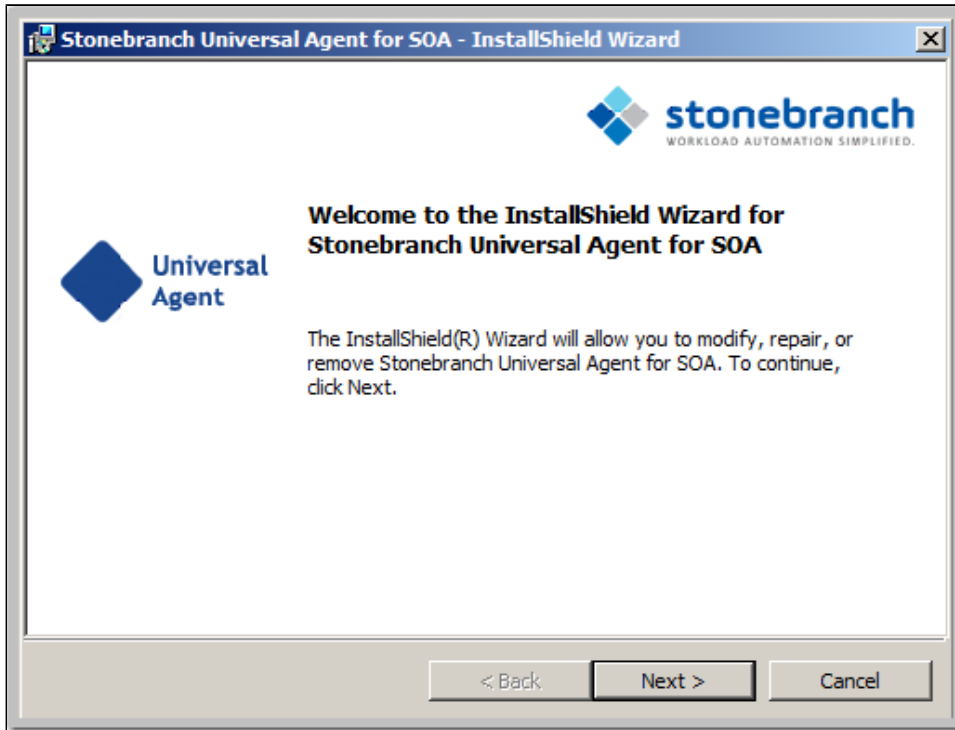 Stonebranch Universal Agent for SOA - InstallShield Wizard
stonebranch
WORKLOAD AUTOMATION SIMPLIFIED.
Welcome to the InstallShield Wizard for
Stonebranch Universal Agent for SOA
Universal
Agent
The InstallShield(R) Wizard will allow you to modify, repair, or
remove Stonebranch Universal Agent for SOA. To continue,
click Next.
< Back
Next >
Cancel